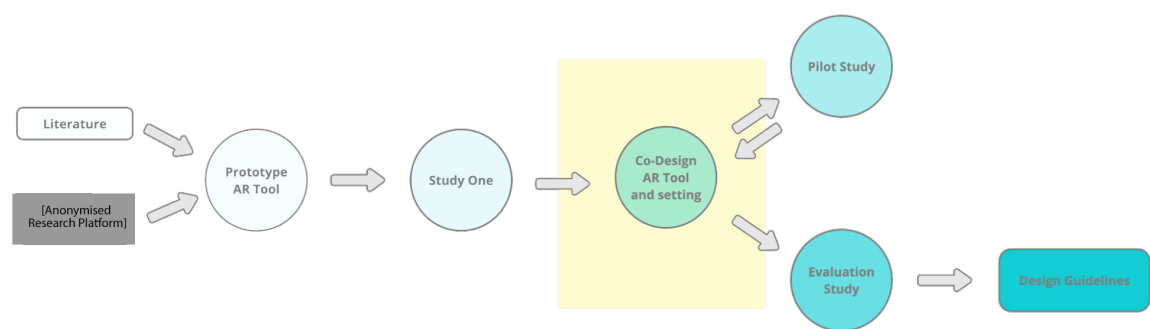 Literature
[Anonymised
Research Platform]
Prototype
AR Tool
Study One
Co-Design
AR Tool
and setting
Pilot Study
Evaluation
Study
Design Guidelines